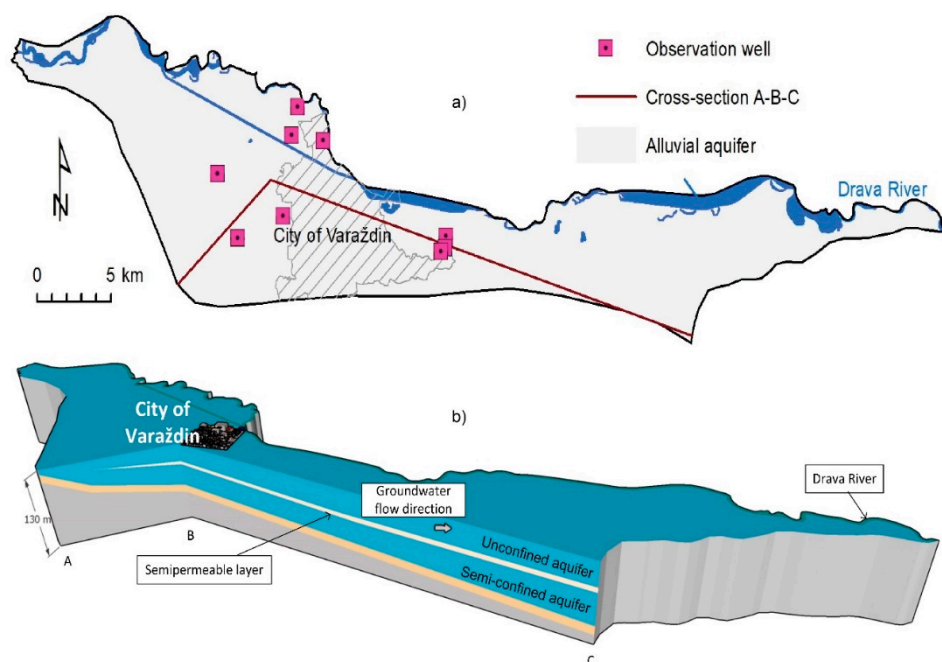 a)
Observation well
Cross-section A-B-C
Alluvial aquifer
Drava River
N
City of Varaždin
0 5 km
b)
City of
Varaždin
Groundwater
flow direction
Drava River
130 m
A
B
Semipermeable layer
Unconfined aquifer
Semi-confined aquifer
C